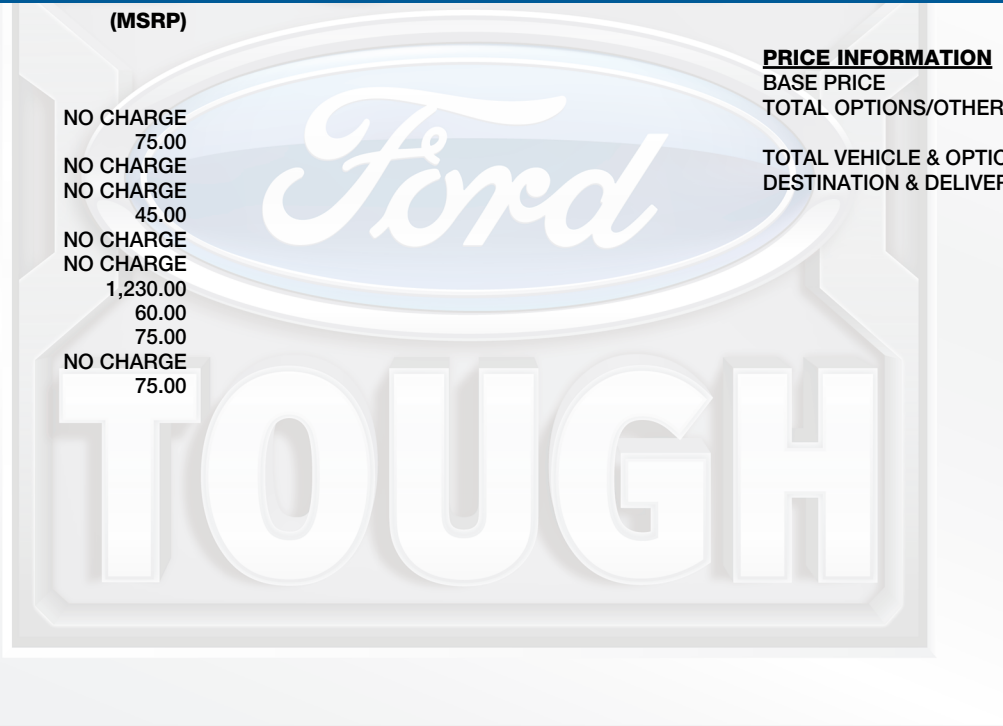 (MSRP)
NO CHARGE
75.00
NO CHARGE
NO CHARGE
45.00
NO CHARGE
NO CHARGE
1,230.00
60.00
75.00
NO CHARGE
75.00
PRICE INFORMATION
BASE PRICE
TOTAL OPTIONS/OTHER
TOTAL VEHICLE & OPTIO
DESTINATION & DELIVER
Ford
TOUGH